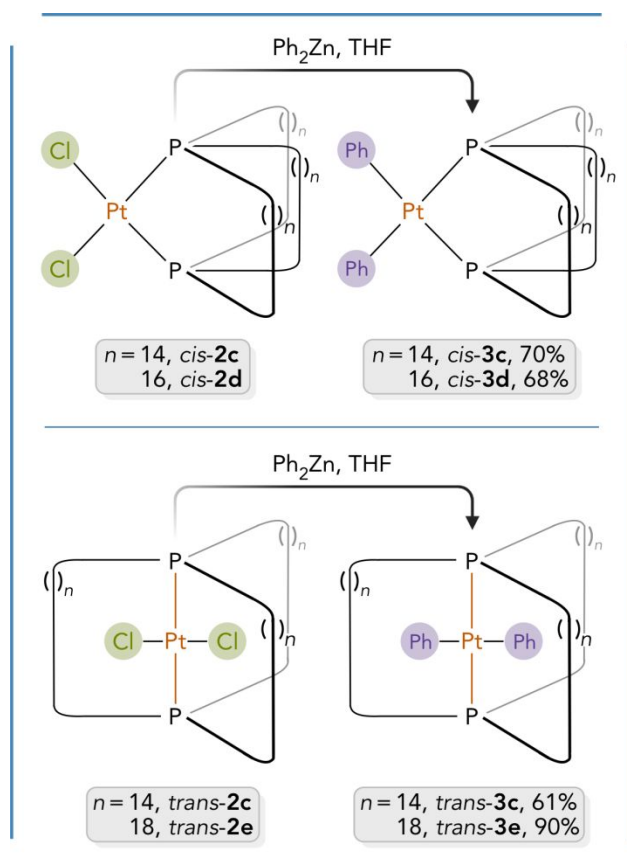 Ph₂Zn, THF
Cl
P
( )ₙ
( )ₙ
Pt
( )ₙ
Cl
P
Ph
P
( )ₙ
( )ₙ
Pt
( )ₙ
Ph
P
n = 14, cis-2c
16, cis-2d
n = 14, cis-3c, 70%
16, cis-3d, 68%
Ph₂Zn, THF
P
( )ₙ
( )ₙ
Cl Pt Cl
( )ₙ
P
P
( )ₙ
( )ₙ
Ph Pt Ph
( )ₙ
P
n = 14, trans-2c
18, trans-2e
n = 14, trans-3c, 61%
18, trans-3e, 90%